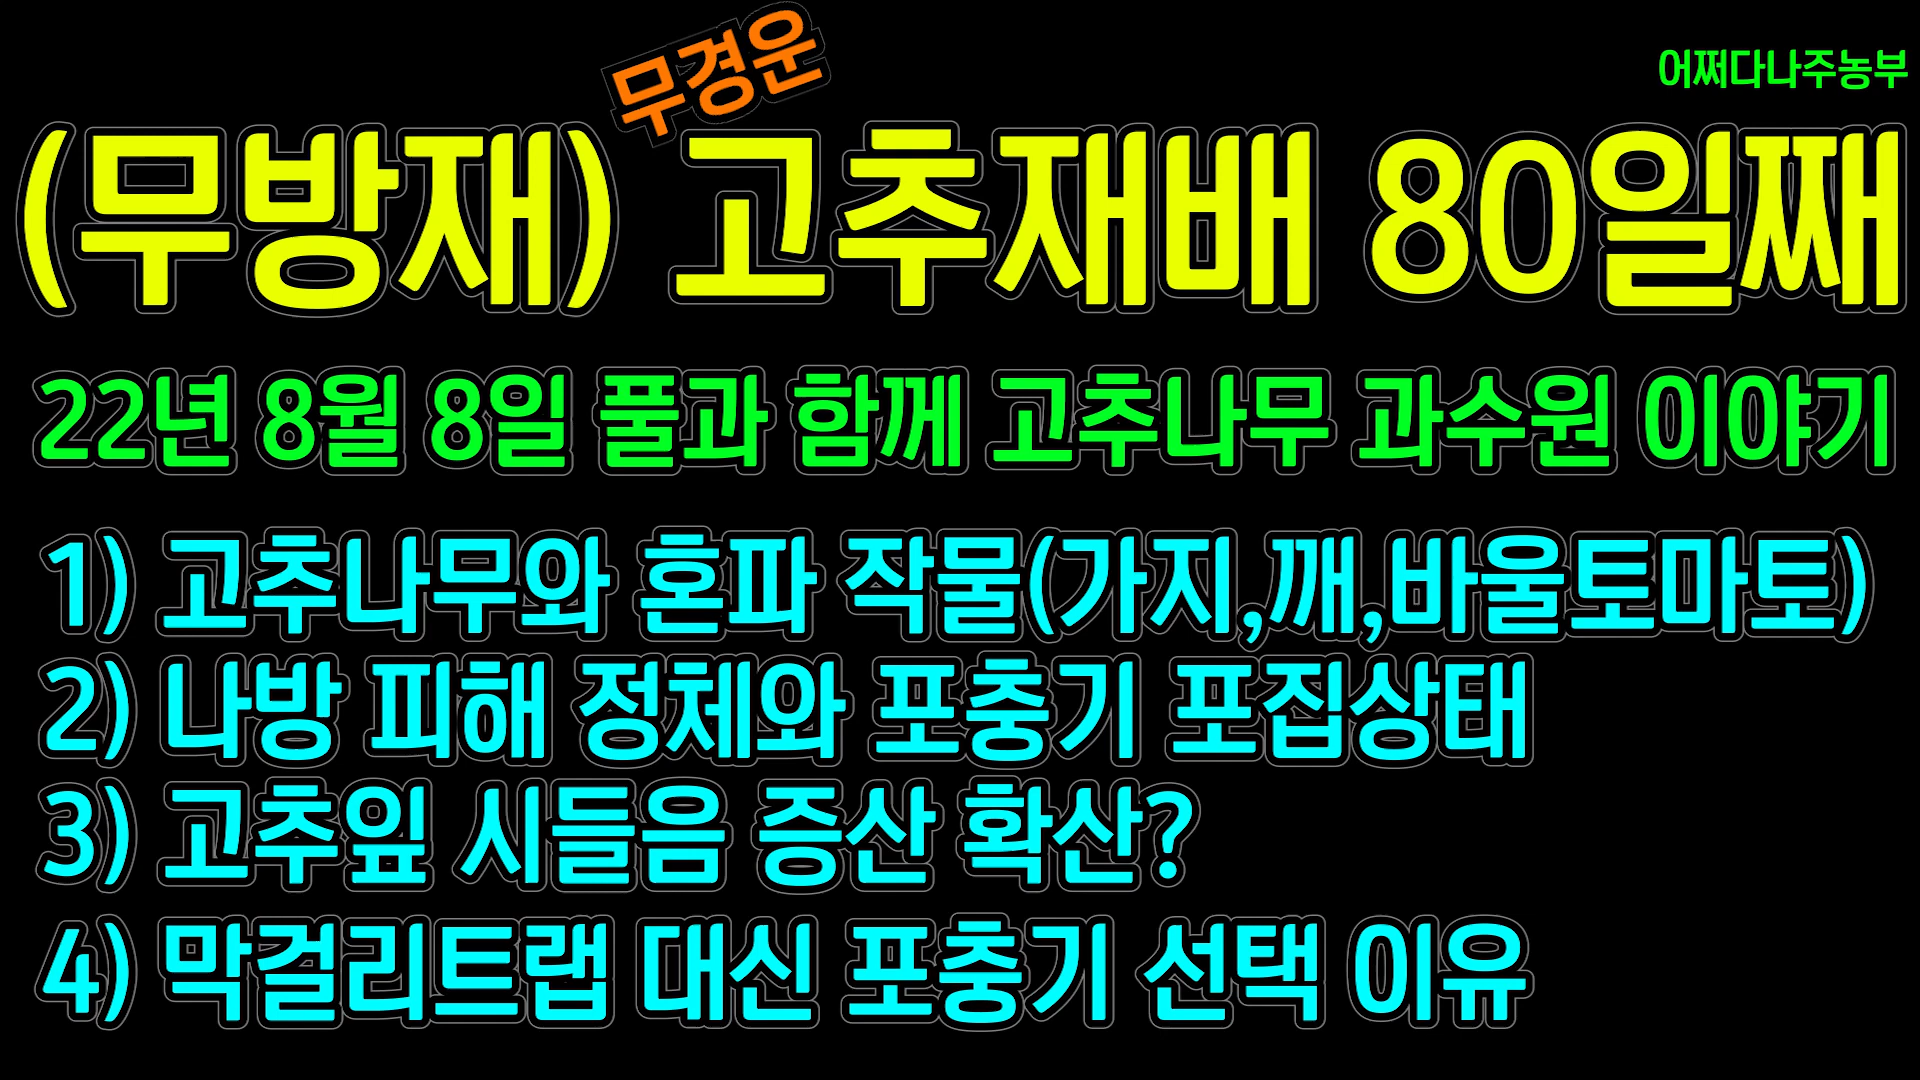 무경운
어쩌다나주농부
(무방재) 고추재배 80일째
22년 8월 8일 풀과 함께 고추나무 과수원 이야기
1) 고추나무와 혼파 작물(가지,깨,바울토마토)
2) 나방 피해 정체와 포충기 포집상태
3) 고추잎 시들음 증산 확산?
4) 막걸리트랩 대신 포충기 선택 이유